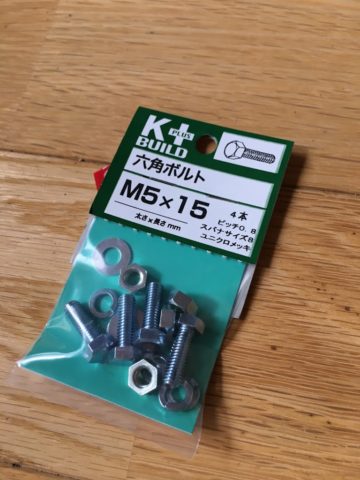 K+
PLUS
BUILD
六角ボルト
M5×15
太さ×長さmm
4本
ピッチ0.8
スパナサイズ8
ユニクロメッキ